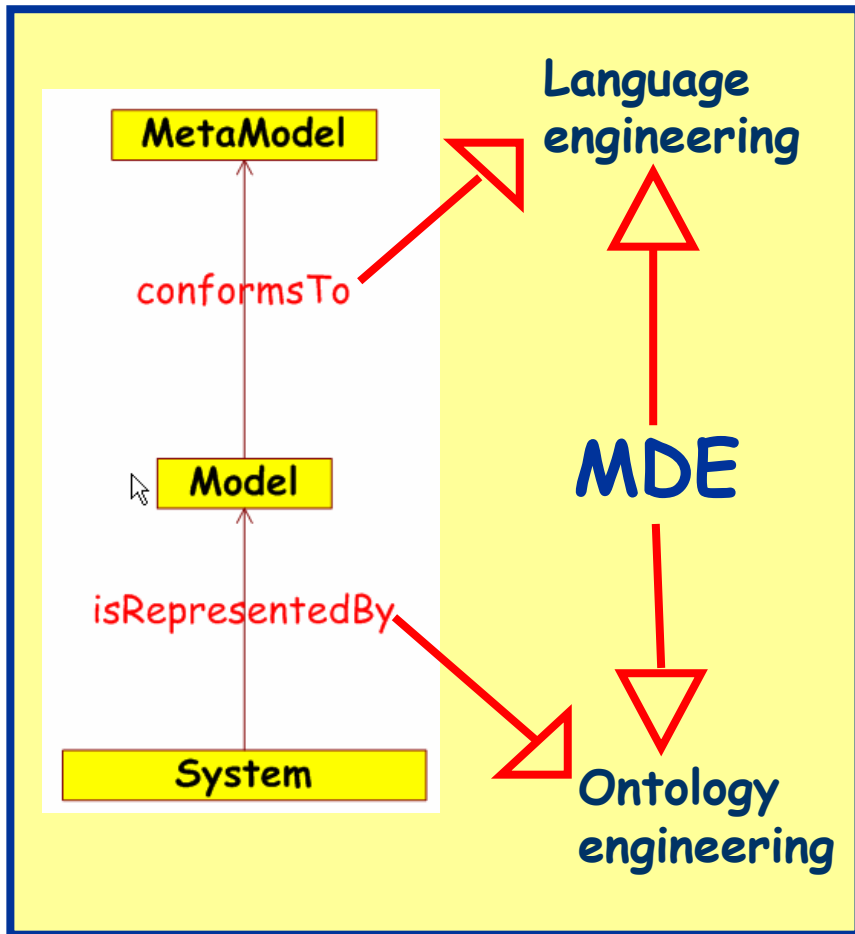 MetaModel
conformsTo
Model
isRepresentedBy
System
Language
engineering
MDE
Ontology
engineering